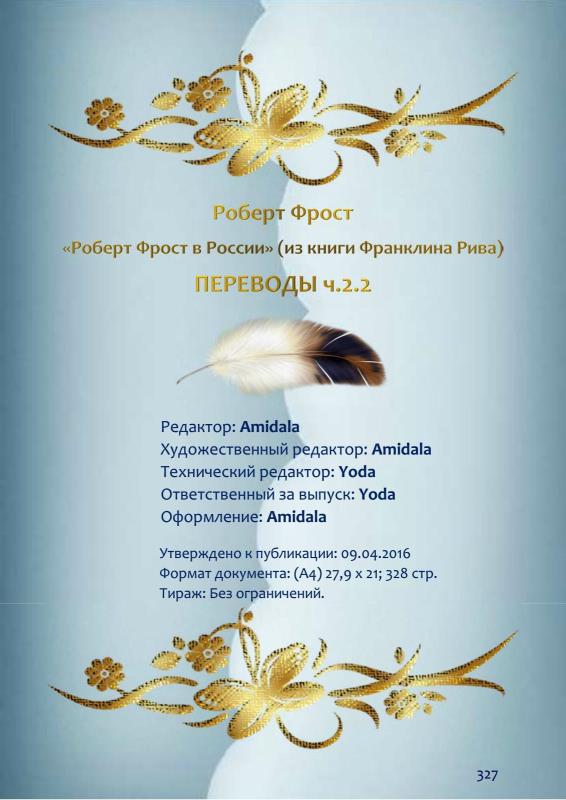 Роберт Фрост
«Роберт Фрост в России» (из книги Франклина Рива)
ПЕРЕВОДЫ ч.2.2
Редактор: Amidala
Художественный редактор: Amidala
Технический редактор: Yoda
Ответственный за выпуск: Yoda
Оформление: Amidala
Утверждено к публикации: 09.04.2016
Формат документа: (А4) 27,9 х 21; 328 стр.
Тираж: Без ограничений.
327